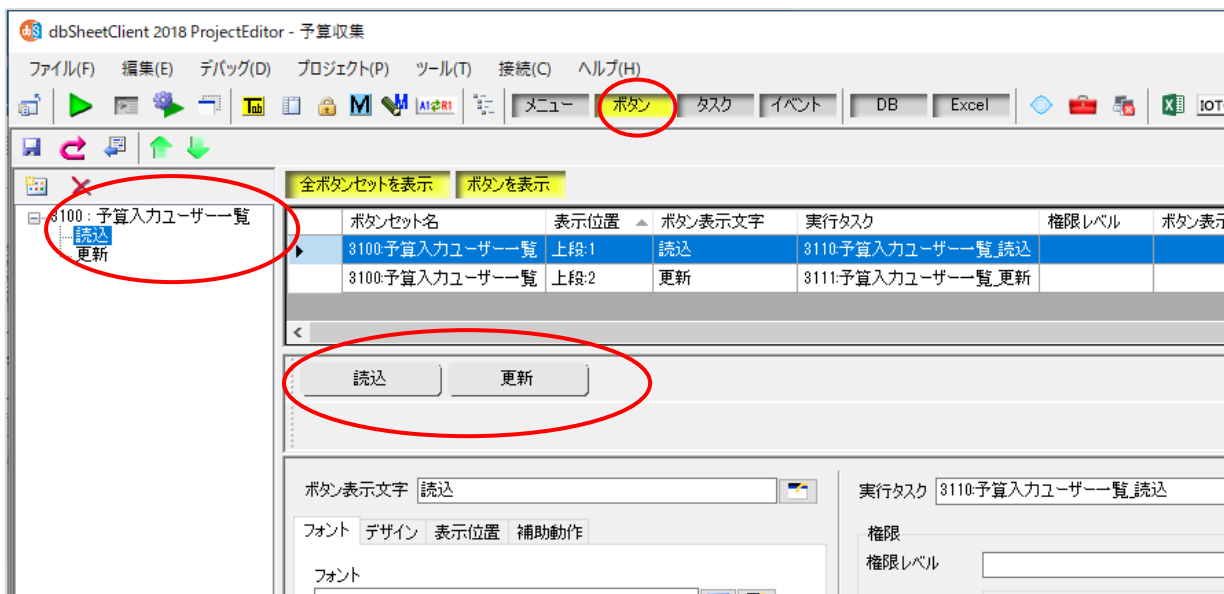 dbSheetClient 2018 ProjectEditor - 予算収集
ファイル(F) 編集(E) デバッグ(D) プロジェクト(P) ツール(T) 接続(C) ヘルプ(H)
Tab M M A1 R1 メニュー ボタン タスク イベント DB Excel IOT
全ボタンセットを表示 ボタンを表示
3100 : 予算入力ユーザー一覧
読込
更新
ボタンセット名 表示位置 ボタン表示文字 実行タスク 権限レベル ボタン表示
3100:予算入力ユーザー一覧 上段:1 読込 3110:予算入力ユーザー一覧_読込
3100:予算入力ユーザー一覧 上段:2 更新 3111:予算入力ユーザー一覧_更新
読込 更新
ボタン表示文字 読込 実行タスク 3110:予算入力ユーザー一覧_読込
フォント デザイン 表示位置 補助動作 権限
権限レベル
フォント